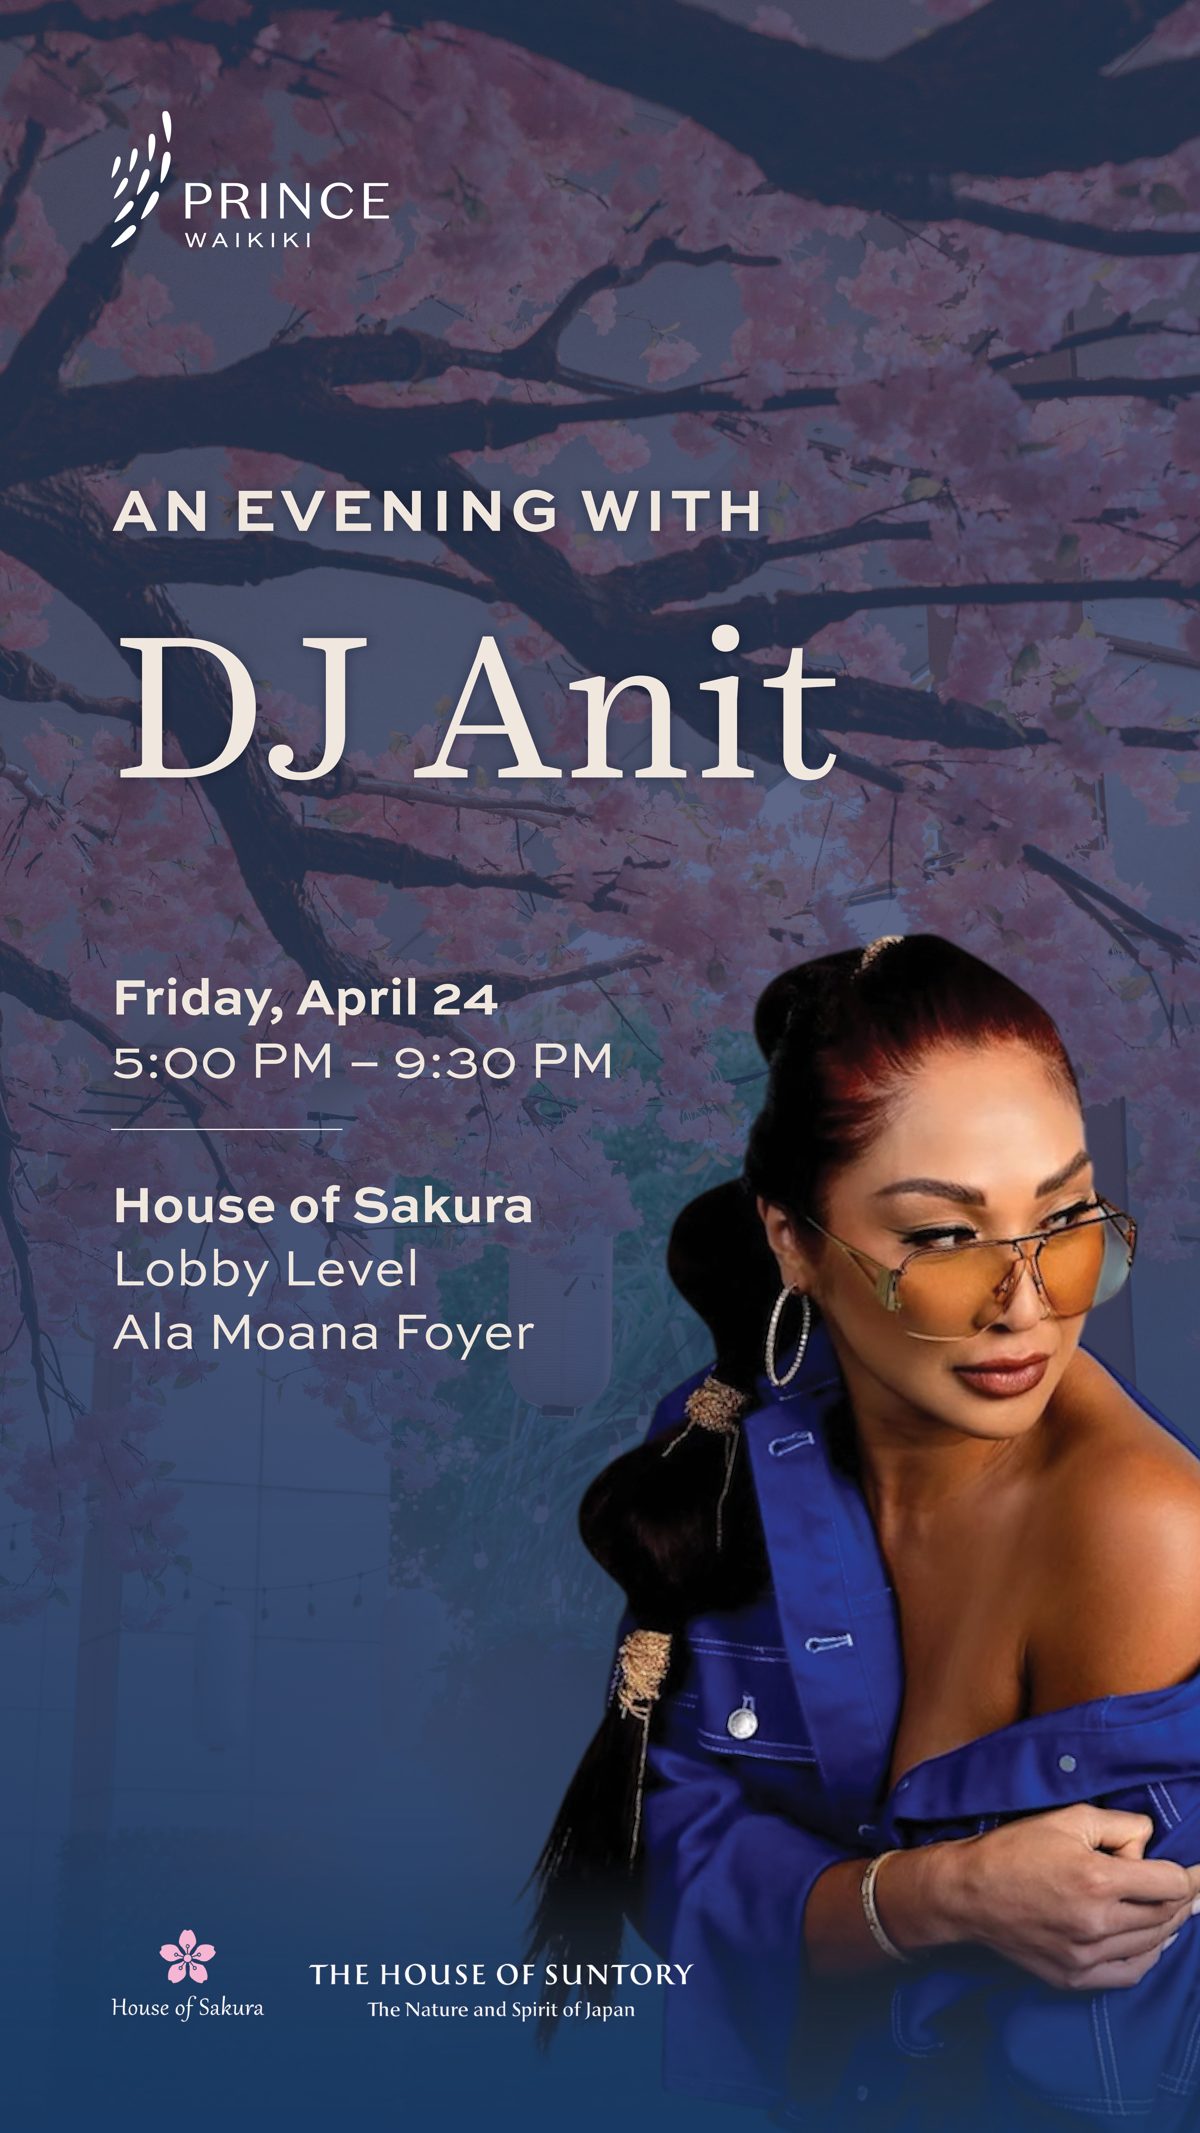 PRINCE
WAIKIKI
AN EVENING WITH
DJ Anit
Friday, April 24
5:00 PM – 9:30 PM
House of Sakura
Lobby Level
Ala Moana Foyer
House of Sakura
THE HOUSE OF SUNTORY
The Nature and Spirit of Japan